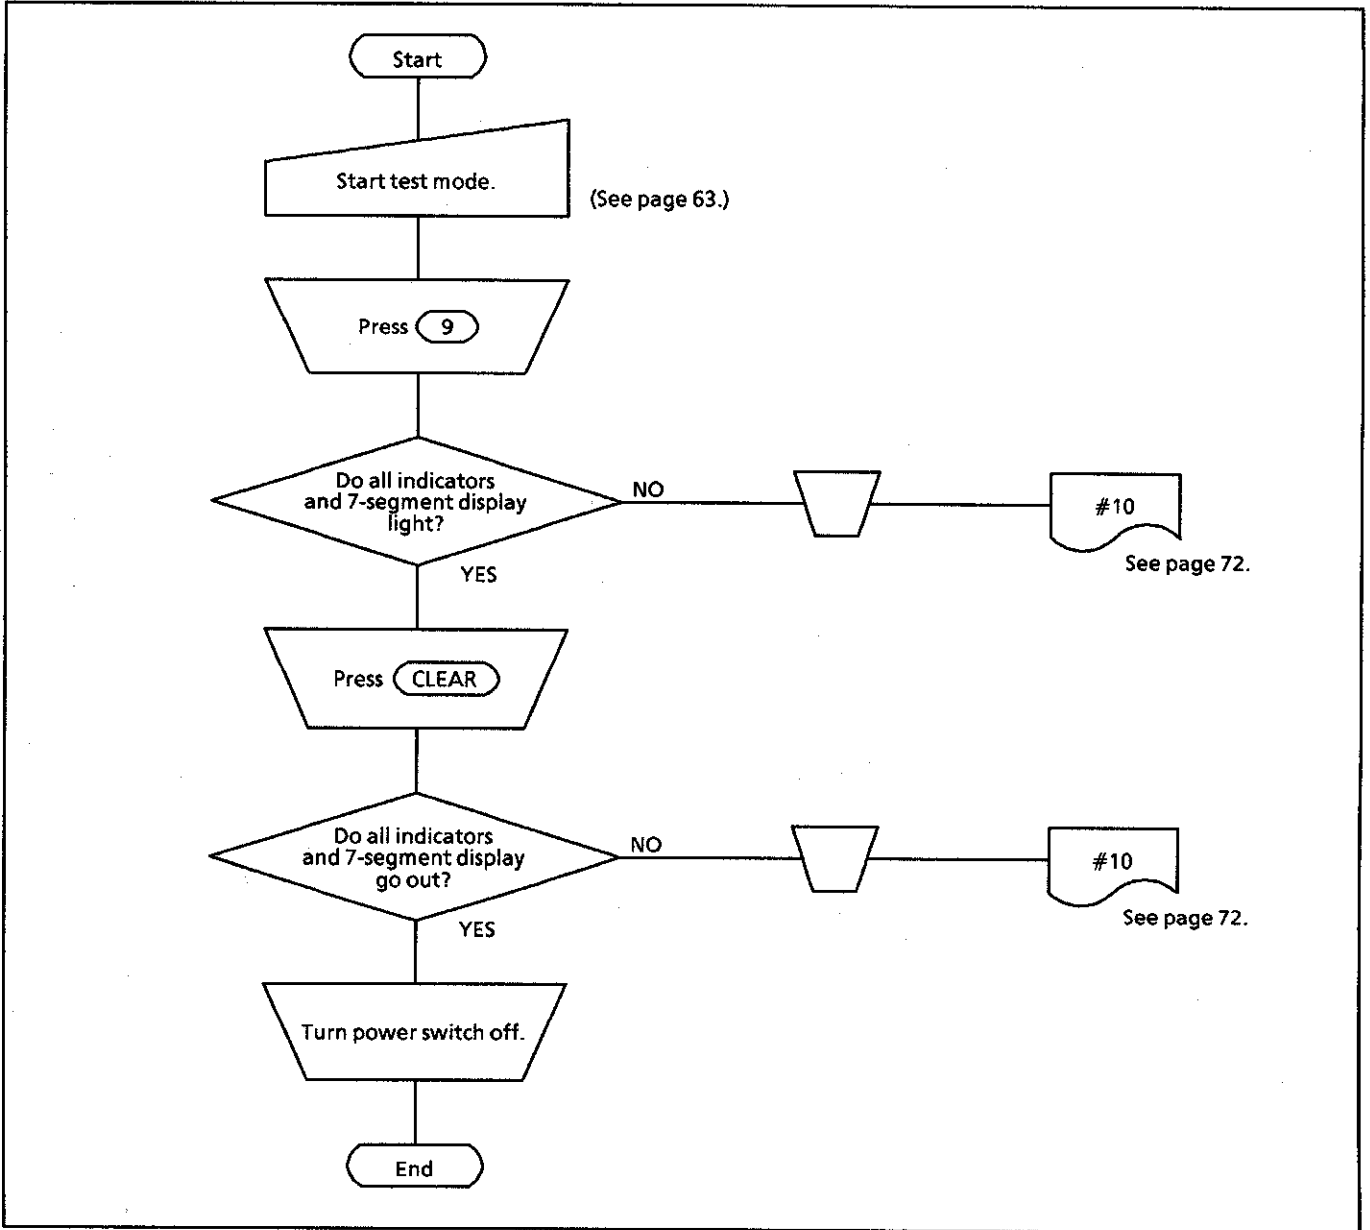 Start
Start test mode.
(See page 63.)
Press 9
Do all indicators
and 7-segment display
light?
NO
#10
See page 72.
YES
Press CLEAR
Do all indicators
and 7-segment display
go out?
NO
#10
See page 72.
YES
Turn power switch off.
End